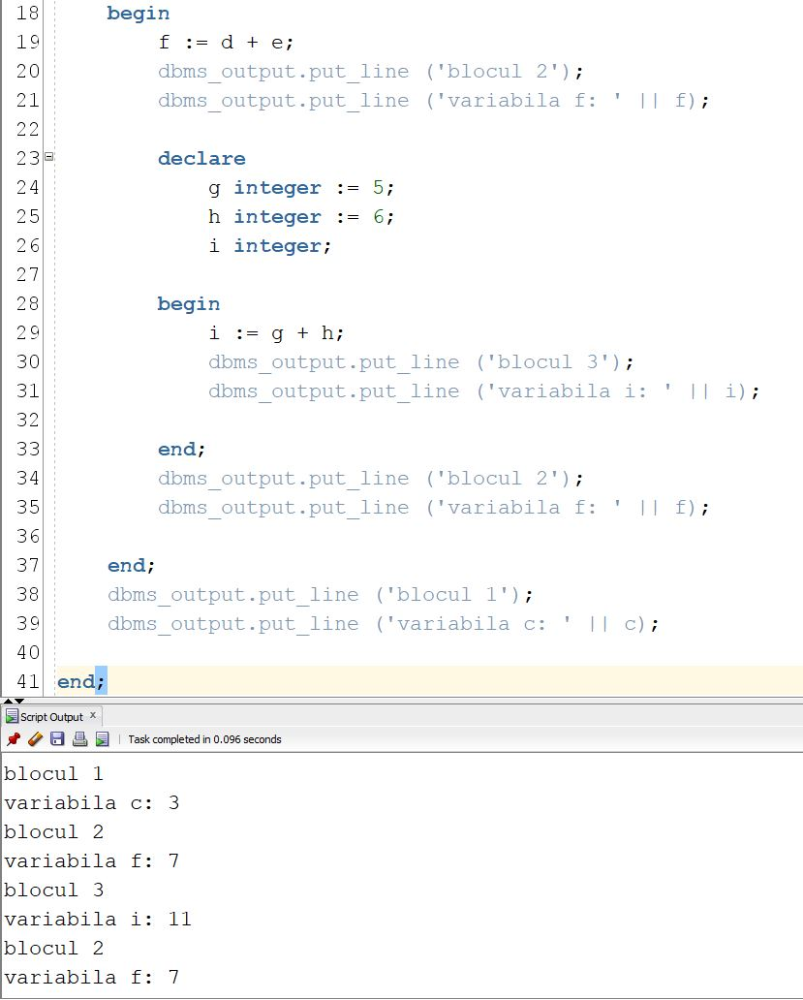 18 begin
19 f := d + e;
20 dbms_output.put_line ('blocul 2');
21 dbms_output.put_line ('variabila f: ' || f);
22
23 declare
24 g integer := 5;
25 h integer := 6;
26 i integer;
27
28 begin
29 i := g + h;
30 dbms_output.put_line ('blocul 3');
31 dbms_output.put_line ('variabila i: ' || i);
32
33 end;
34 dbms_output.put_line ('blocul 2');
35 dbms_output.put_line ('variabila f: ' || f);
36
37 end;
38 dbms_output.put_line ('blocul 1');
39 dbms_output.put_line ('variabila c: ' || c);
40
41 end;
Script Output x
Task completed in 0.096 seconds
blocul 1
variabila c: 3
blocul 2
variabila f: 7
blocul 3
variabila i: 11
blocul 2
variabila f: 7